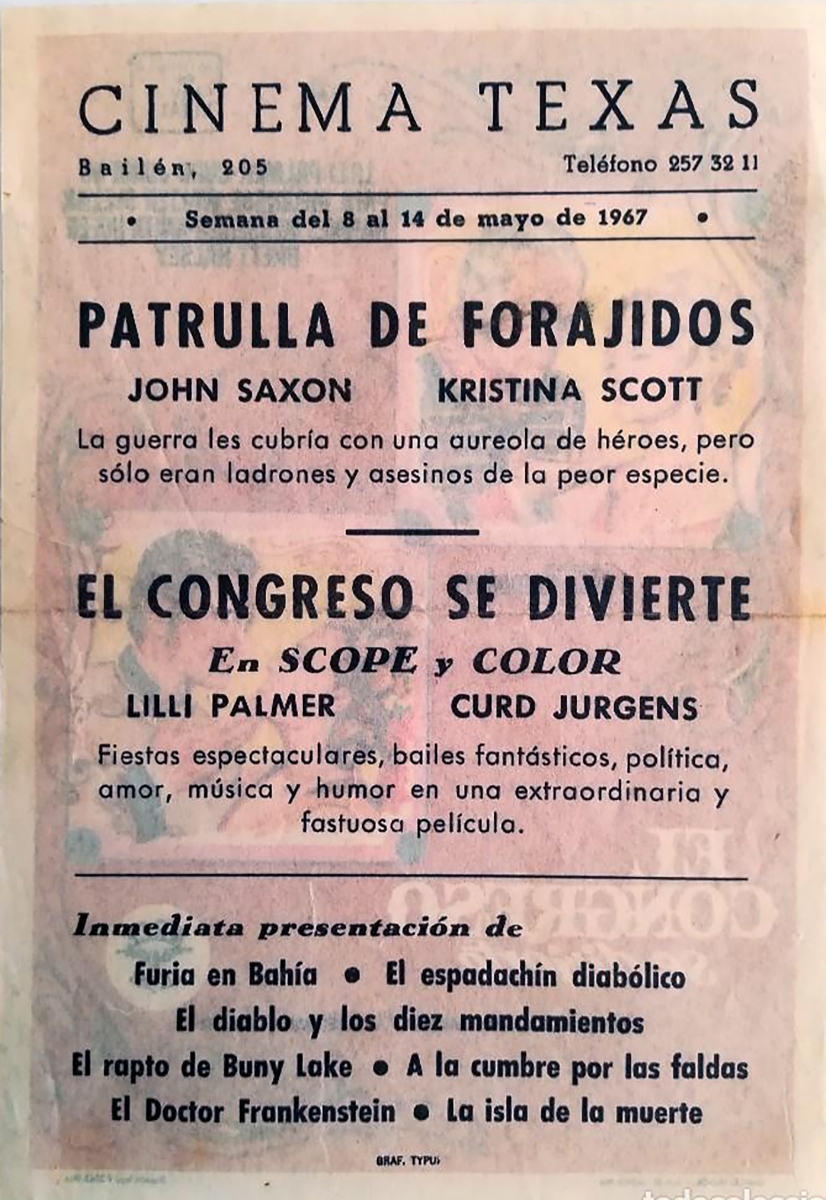 CINEMA TEXAS
Bailén, 205 Teléfono 257 32 11
• Semana del 8 al 14 de mayo de 1967 •
PATRULLA DE FORAJIDOS
JOHN SAXON KRISTINA SCOTT
La guerra les cubría con una aureola de héroes, pero
sólo eran ladrones y asesinos de la peor especie.
EL CONGRESO SE DIVIERTE
En SCOPE y COLOR
LILLI PALMER CURD JURGENS
Fiestas espectaculares, bailes fantásticos, política,
amor, música y humor en una extraordinaria y
fastuosa película.
Inmediata presentación de
Furia en Bahía • El espadachín diabólico
El diablo y los diez mandamientos
El rapto de Buny Lake • A la cumbre por las faldas
El Doctor Frankenstein • La isla de la muerte
GRAF.